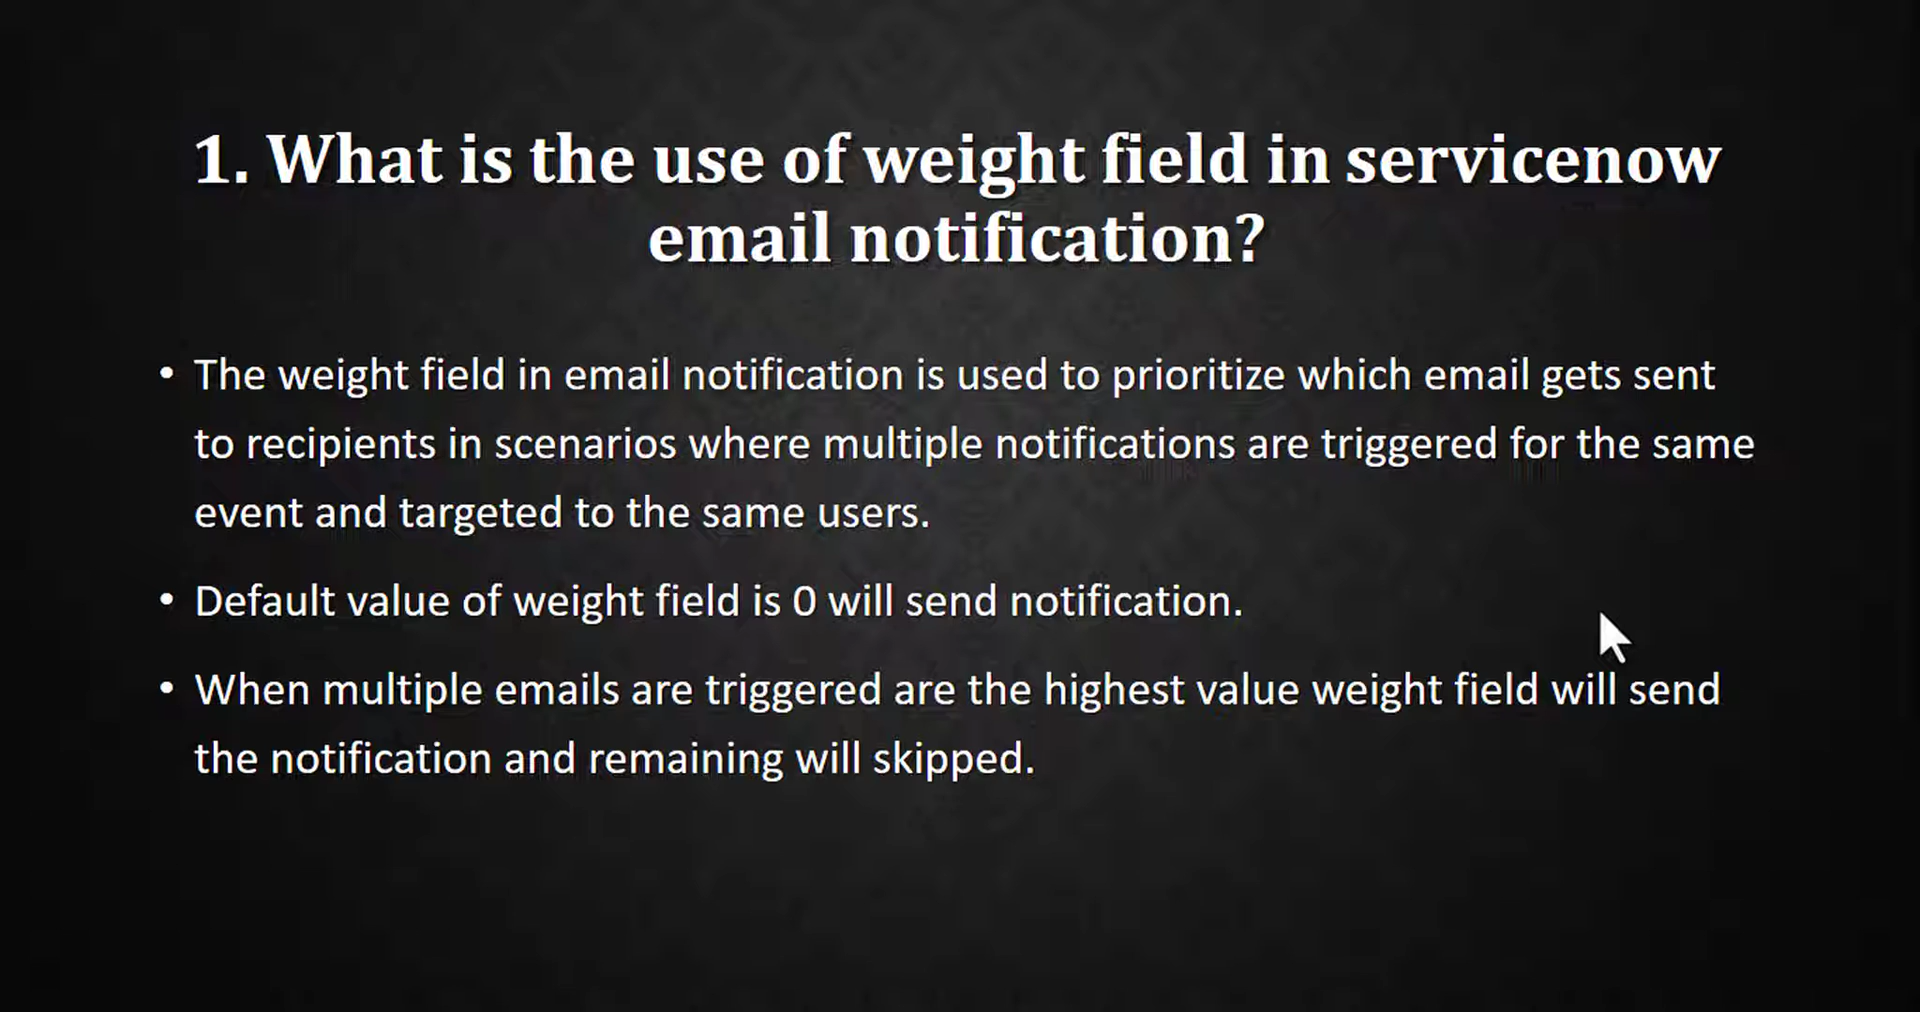 1. What is the use of weight field in servicenow
email notification?
• The weight field in email notification is used to prioritize which email gets sent
to recipients in scenarios where multiple notifications are triggered for the same
event and targeted to the same users.
• Default value of weight field is 0 will send notification.
• When multiple emails are triggered are the highest value weight field will send
the notification and remaining will skipped.